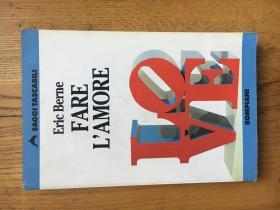 SAGGI TASCABILI
Eric Berne
FARE
L'AMORE
LOVE
BOMPIANI